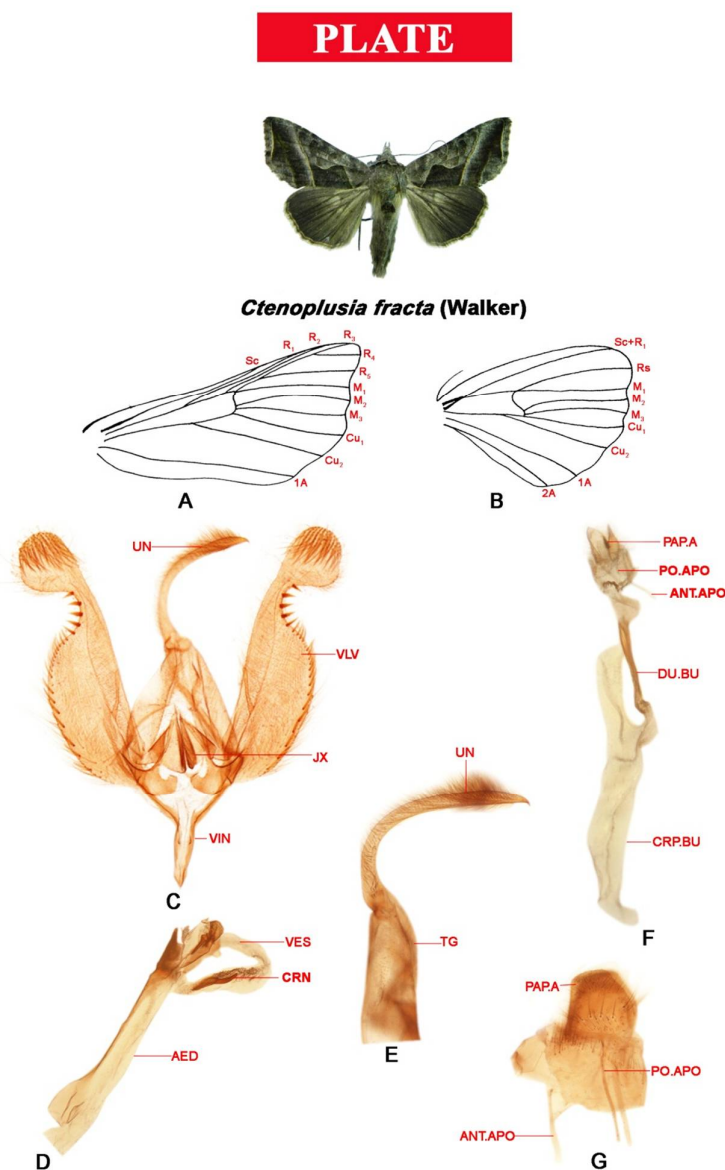 PLATE
Ctenoplusia fracta (Walker)
Sc R₁ R₂ R₃
R₄
R₅
M₁
M₂
M₃
Cu₁
Cu₂
1A
A
Sc+R₁
Rs
M₁
M₂
M₃
Cu₁
Cu₂
1A
2A
B
UN
VLV
JX
VIN
C
PAP.A
PO.APO
ANT.APO
DU.BU
CRP.BU
F
UN
TG
E
VES
CRN
AED
D
PAP.A
PO.APO
ANT.APO
G